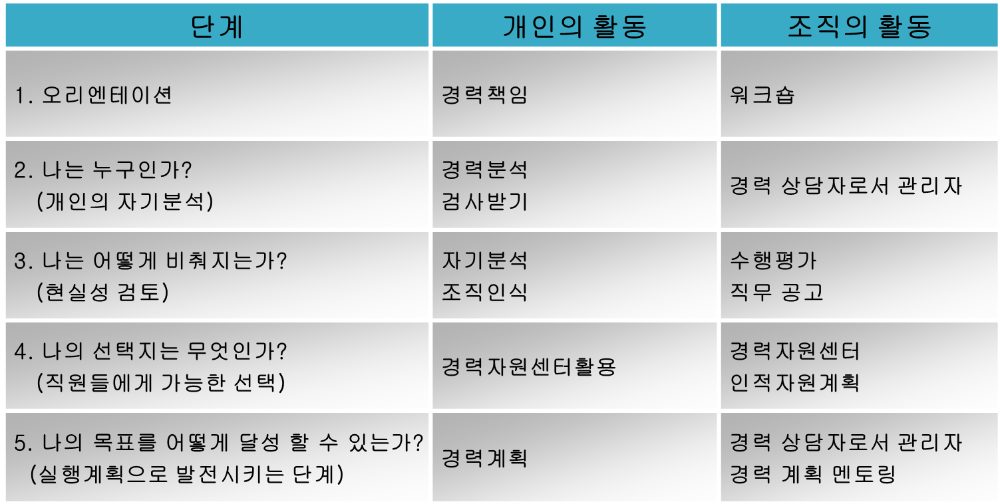 단계 개인의 활동 조직의 활동
1. 오리엔테이션 경력책임 워크숍
2. 나는 누구인가?
(개인의 자기분석)
경력분석
검사받기
경력 상담자로서 관리자
3. 나는 어떻게 비춰지는가?
(현실성 검토)
자기분석
조직인식
수행평가
직무 공고
4. 나의 선택지는 무엇인가?
(직원들에게 가능한 선택)
경력자원센터활용
경력자원센터
인적자원계획
5. 나의 목표를 어떻게 달성 할 수 있는가?
(실행계획으로 발전시키는 단계)
경력계획
경력 상담자로서 관리자
경력 계획 멘토링